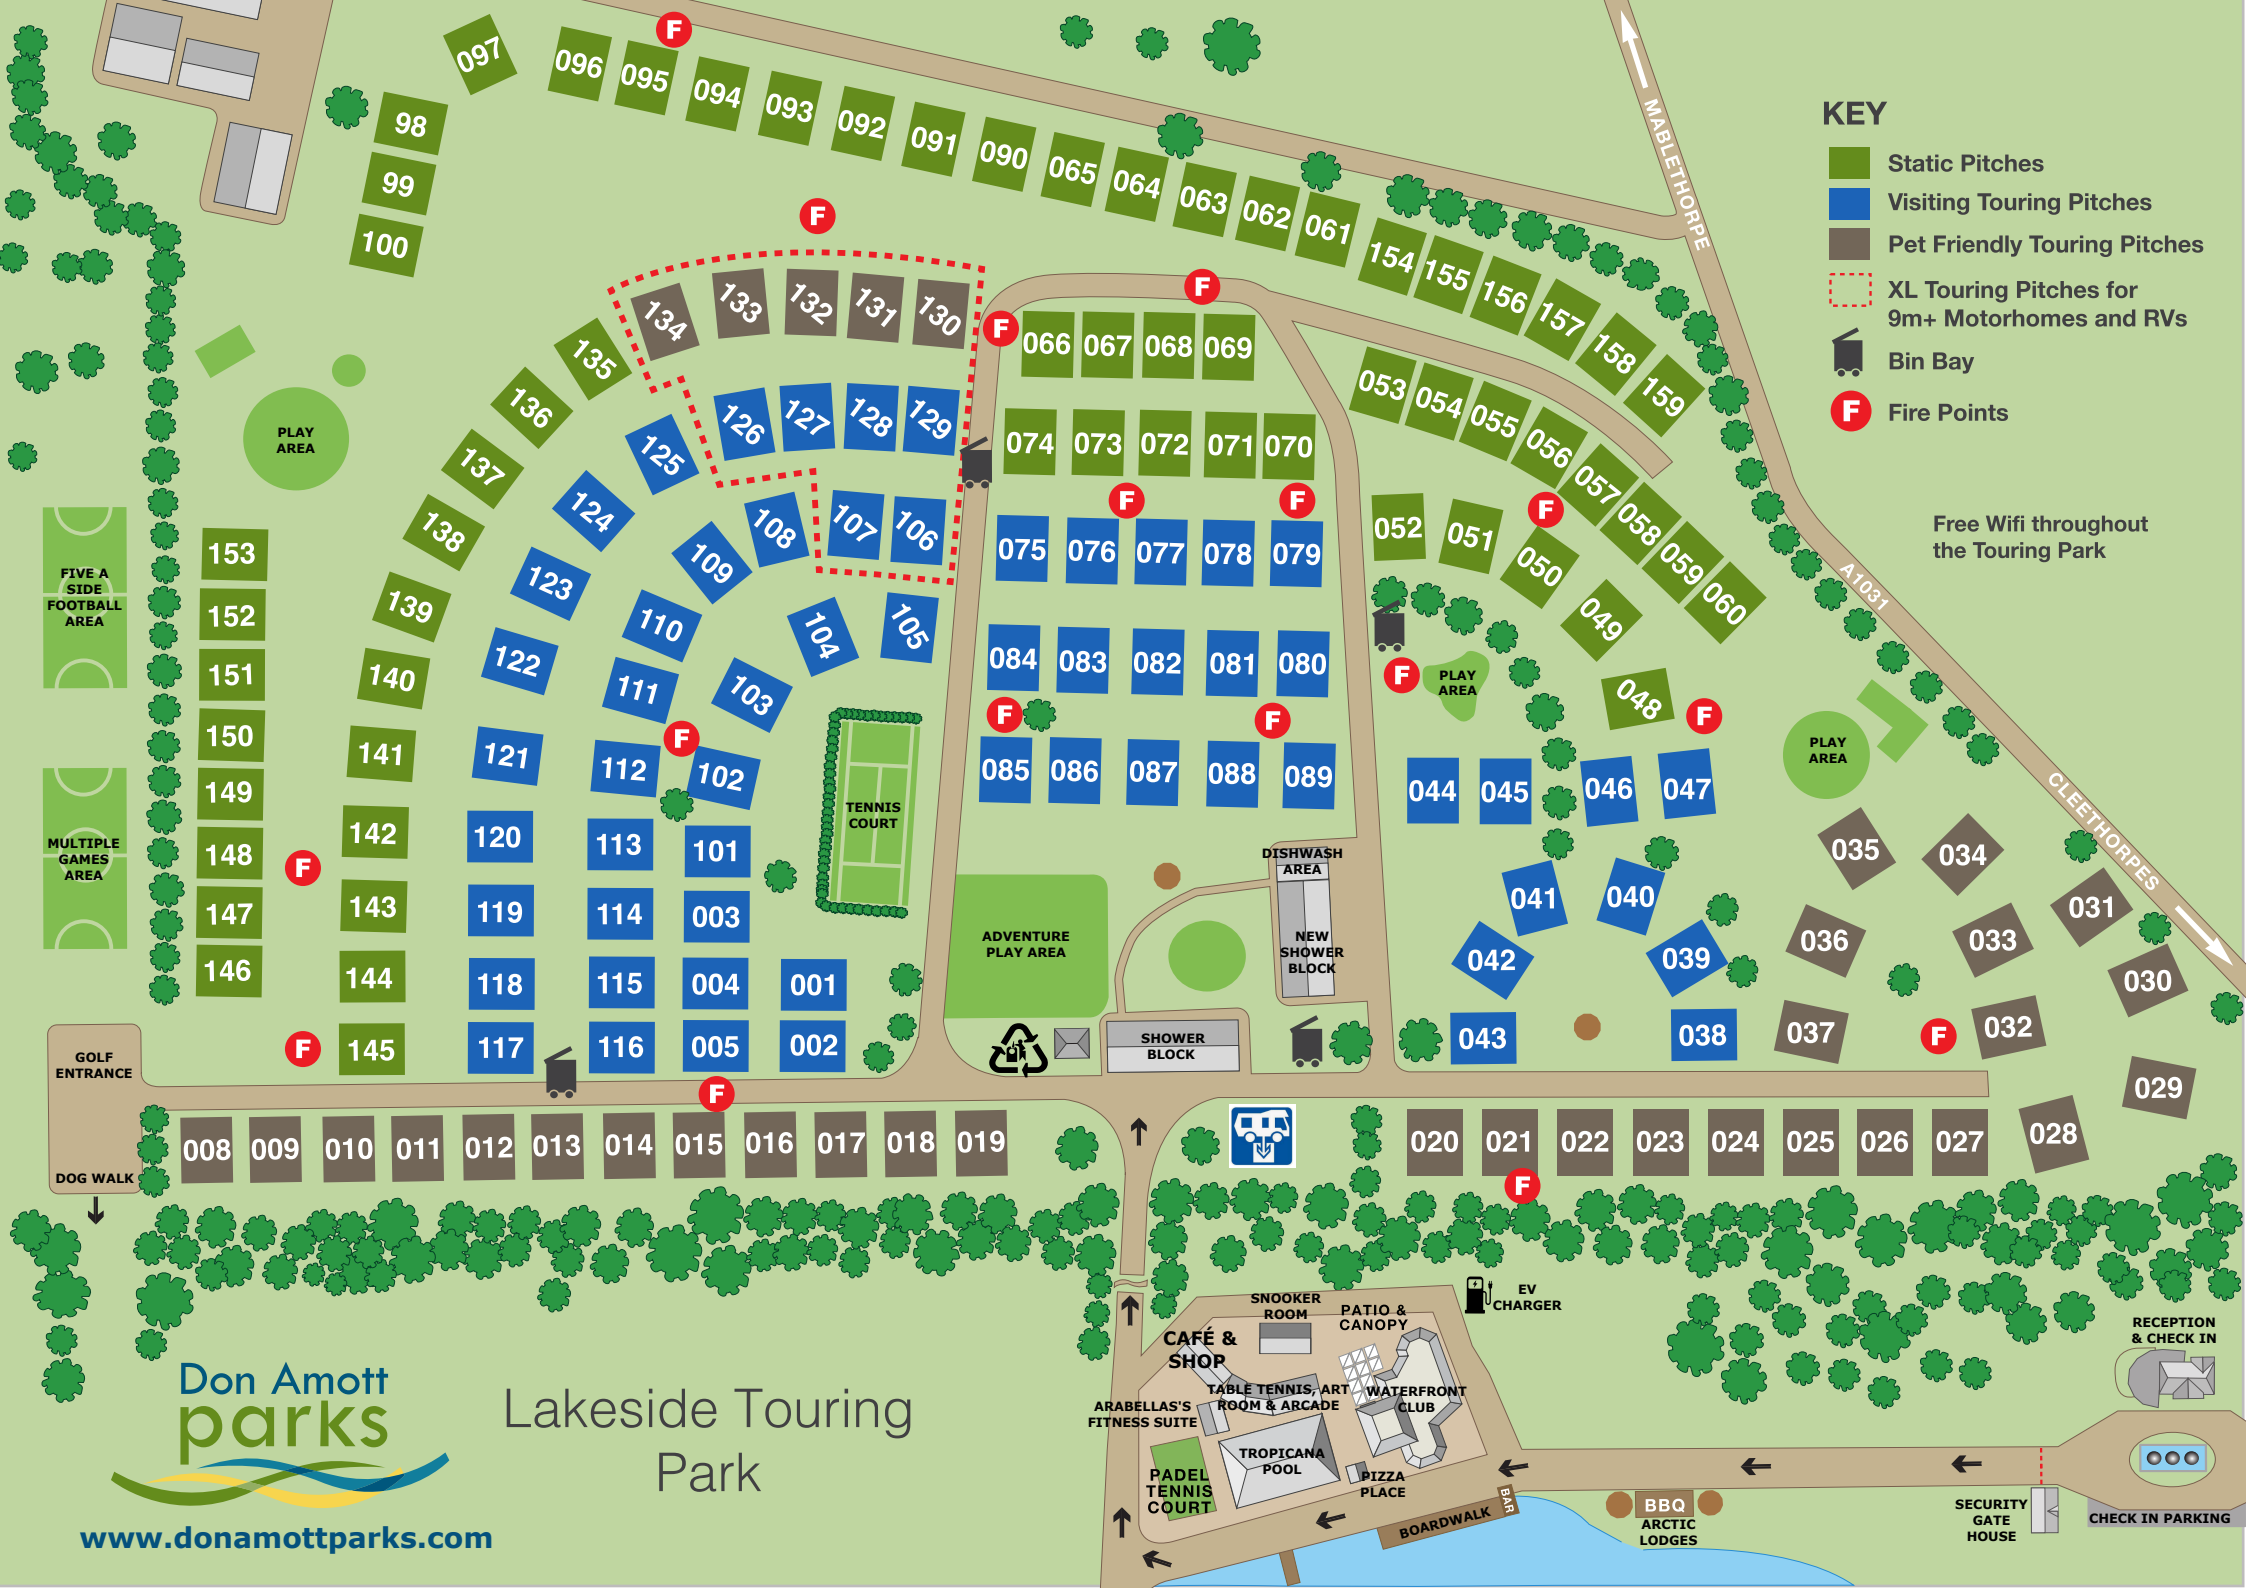 097
096
095
094
093
092
091
090
065
064
063
062
061
154
155
156
157
158
159
98
99
100
F
F
F
F
MABLETHORPE
KEY
Static Pitches
Visiting Touring Pitches
Pet Friendly Touring Pitches
XL Touring Pitches for
9m+ Motorhomes and RVs
Bin Bay
F
Fire Points
Free Wifi throughout
the Touring Park
134
133
132
131
130
135
136
137
138
139
140
141
142
143
144
145
126
127
128
129
125
124
123
122
121
120
119
118
117
108
107
106
109
110
111
112
113
114
115
116
105
104
103
102
101
003
004
005
001
002
F
066
067
068
069
074
073
072
071
070
F
F
075
076
077
078
079
084
083
082
081
080
F
F
085
086
087
088
089
053
054
055
056
057
058
059
060
052
051
050
049
048
F
F
F
PLAY
AREA
044
045
046
047
PLAY
AREA
A1031
CLEETHORPES
041
040
042
039
043
038
035
034
036
033
031
037
032
030
029
028
F
PLAY
AREA
FIVE A
SIDE
FOOTBALL
AREA
MULTIPLE
GAMES
AREA
153
152
151
150
149
148
147
146
F
F
TENNIS
COURT
ADVENTURE
PLAY AREA
DISHWASH
AREA
NEW
SHOWER
BLOCK
SHOWER
BLOCK
GOLF
ENTRANCE
DOG WALK
F
008
009
010
011
012
013
014
015
016
017
018
019
020
021
022
023
024
025
026
027
F
EV
CHARGER
SNOOKER
ROOM
PATIO &
CANOPY
CAFÉ &
SHOP
TABLE TENNIS, ART
ROOM & ARCADE
WATERFRONT
CLUB
ARABELLAS'S
FITNESS SUITE
TROPICANA
POOL
PADEL
TENNIS
COURT
PIZZA
PLACE
BAR
BOARDWALK
BBQ
ARCTIC
LODGES
SECURITY
GATE
HOUSE
RECEPTION
& CHECK IN
CHECK IN PARKING
Don Amott
parks
www.donamottparks.com
Lakeside Touring
Park